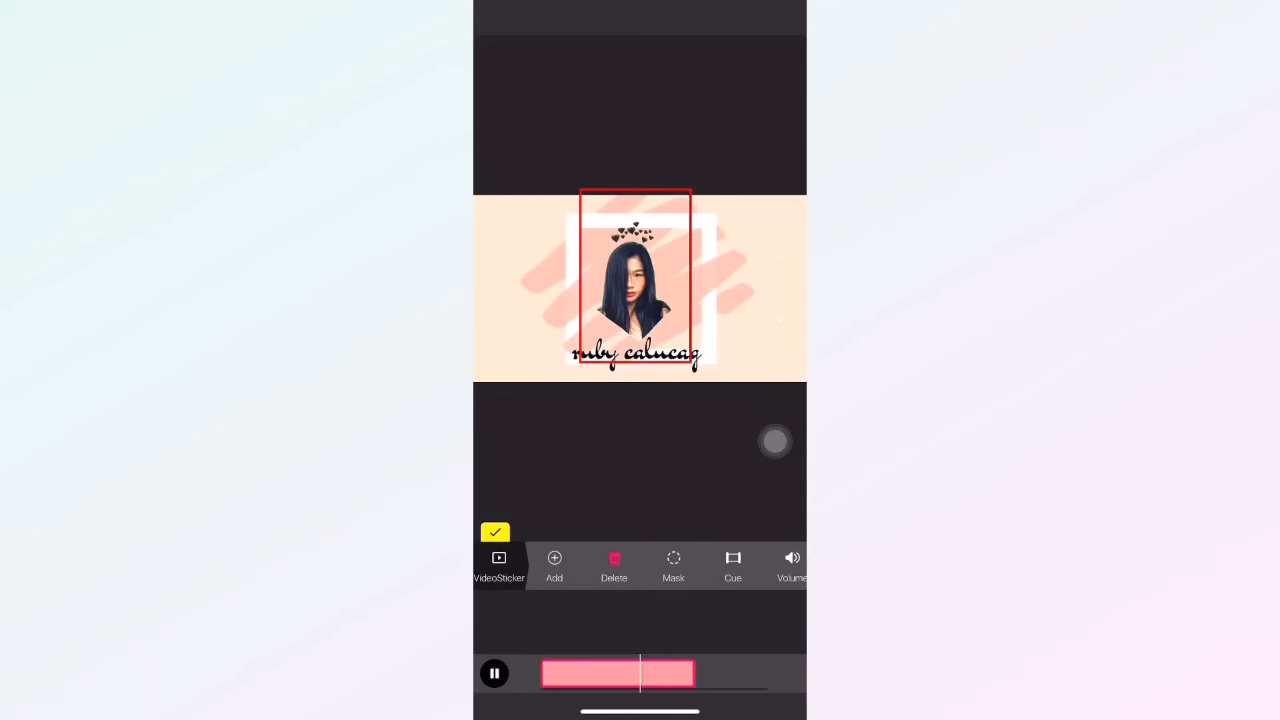 ruby calucag
VideoSticker
Add
Delete
Mask
Cue
Volume